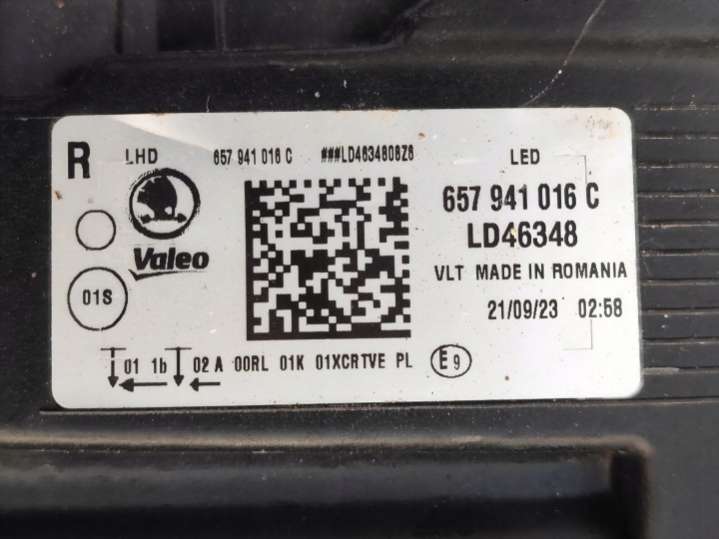 R LHD 657 941 016 C ###LD4634808Z6 LED
657 941 016 C
LD46348
Valeo
VLT MADE IN ROMANIA
01S
21/09/23 02:58
01 1b 02 A 00RL 01K 01XCRTVE PL E9